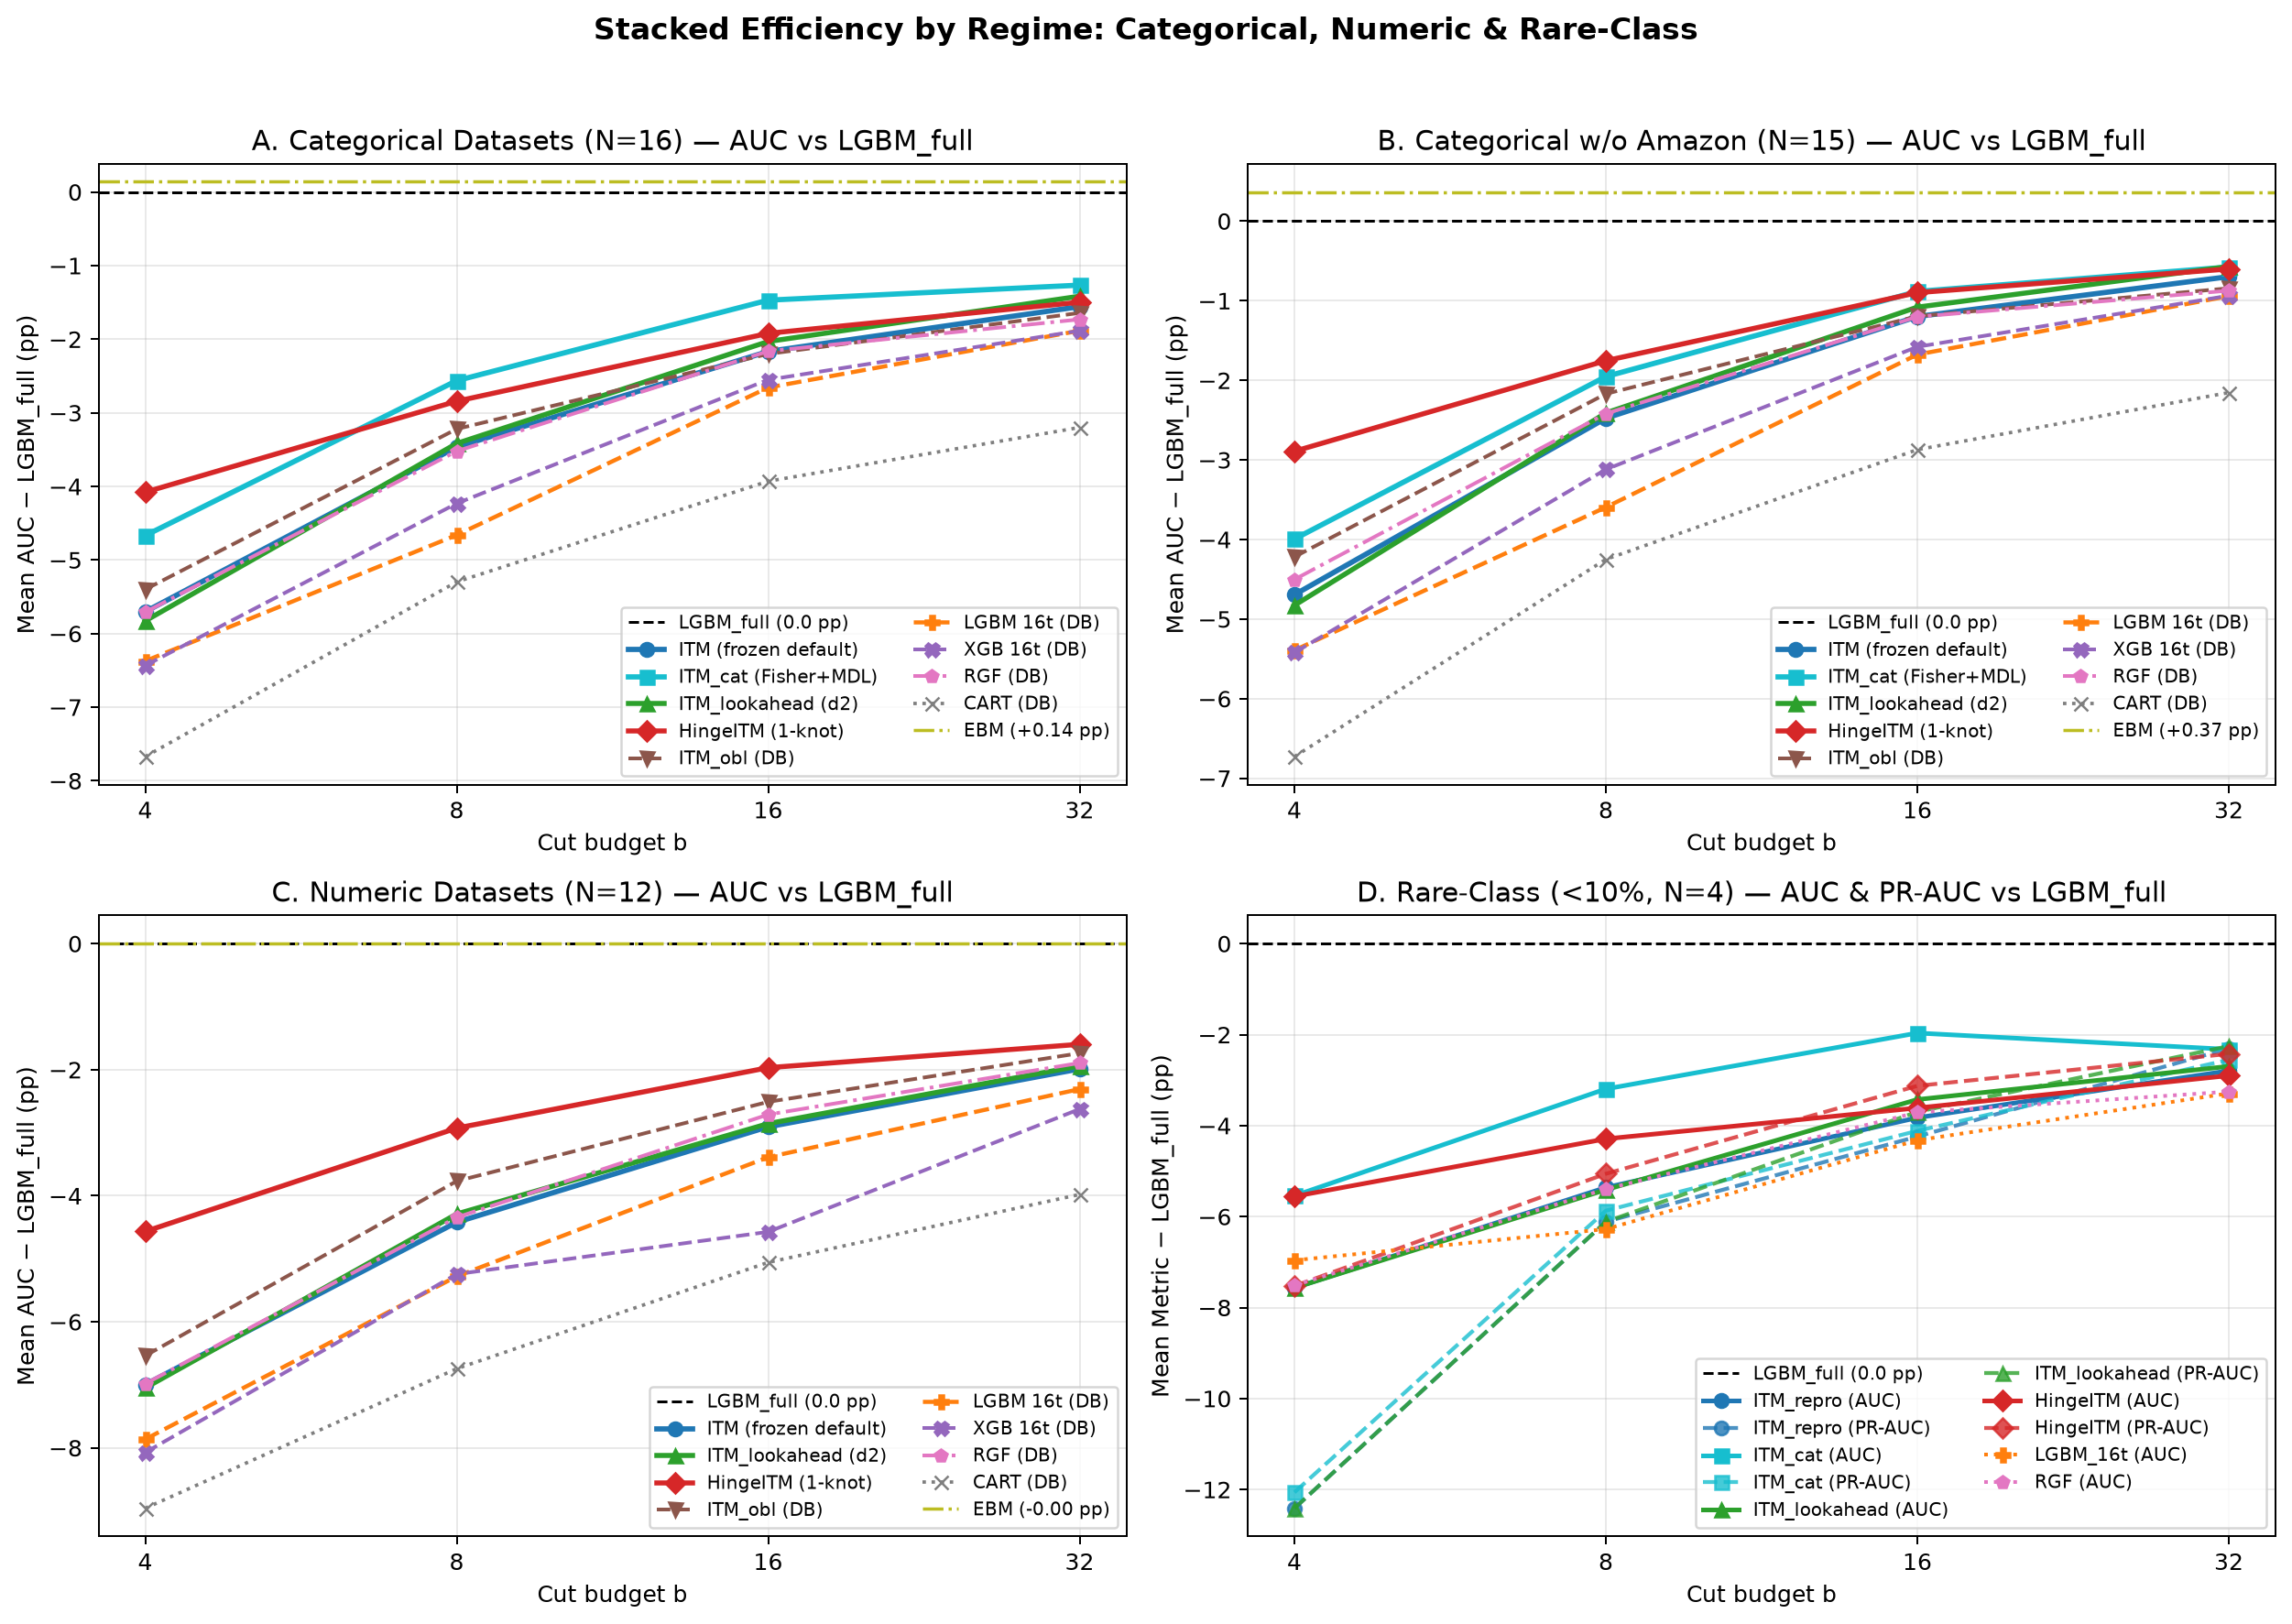 Stacked Efficiency by Regime: Categorical, Numeric & Rare-Class
A. Categorical Datasets (N=16) — AUC vs LGBM_full
Mean AUC − LGBM_full (pp)
0
−1
−2
−3
−4
−5
−6
−7
−8
4
8
16
32
Cut budget b
LGBM_full (0.0 pp)
ITM (frozen default)
ITM_cat (Fisher+MDL)
ITM_lookahead (d2)
HingeITM (1-knot)
ITM_obl (DB)
LGBM 16t (DB)
XGB 16t (DB)
RGF (DB)
CART (DB)
EBM (+0.14 pp)
B. Categorical w/o Amazon (N=15) — AUC vs LGBM_full
Mean AUC − LGBM_full (pp)
0
−1
−2
−3
−4
−5
−6
−7
4
8
16
32
Cut budget b
LGBM_full (0.0 pp)
ITM (frozen default)
ITM_cat (Fisher+MDL)
ITM_lookahead (d2)
HingeITM (1-knot)
ITM_obl (DB)
LGBM 16t (DB)
XGB 16t (DB)
RGF (DB)
CART (DB)
EBM (+0.37 pp)
C. Numeric Datasets (N=12) — AUC vs LGBM_full
Mean AUC − LGBM_full (pp)
0
−2
−4
−6
−8
4
8
16
32
Cut budget b
LGBM_full (0.0 pp)
ITM (frozen default)
ITM_lookahead (d2)
HingeITM (1-knot)
ITM_obl (DB)
LGBM 16t (DB)
XGB 16t (DB)
RGF (DB)
CART (DB)
EBM (-0.00 pp)
D. Rare-Class (<10%, N=4) — AUC & PR-AUC vs LGBM_full
Mean Metric − LGBM_full (pp)
0
−2
−4
−6
−8
−10
−12
4
8
16
32
Cut budget b
LGBM_full (0.0 pp)
ITM_repro (AUC)
ITM_repro (PR-AUC)
ITM_cat (AUC)
ITM_cat (PR-AUC)
ITM_lookahead (AUC)
ITM_lookahead (PR-AUC)
HingeITM (AUC)
HingeITM (PR-AUC)
LGBM_16t (AUC)
RGF (AUC)